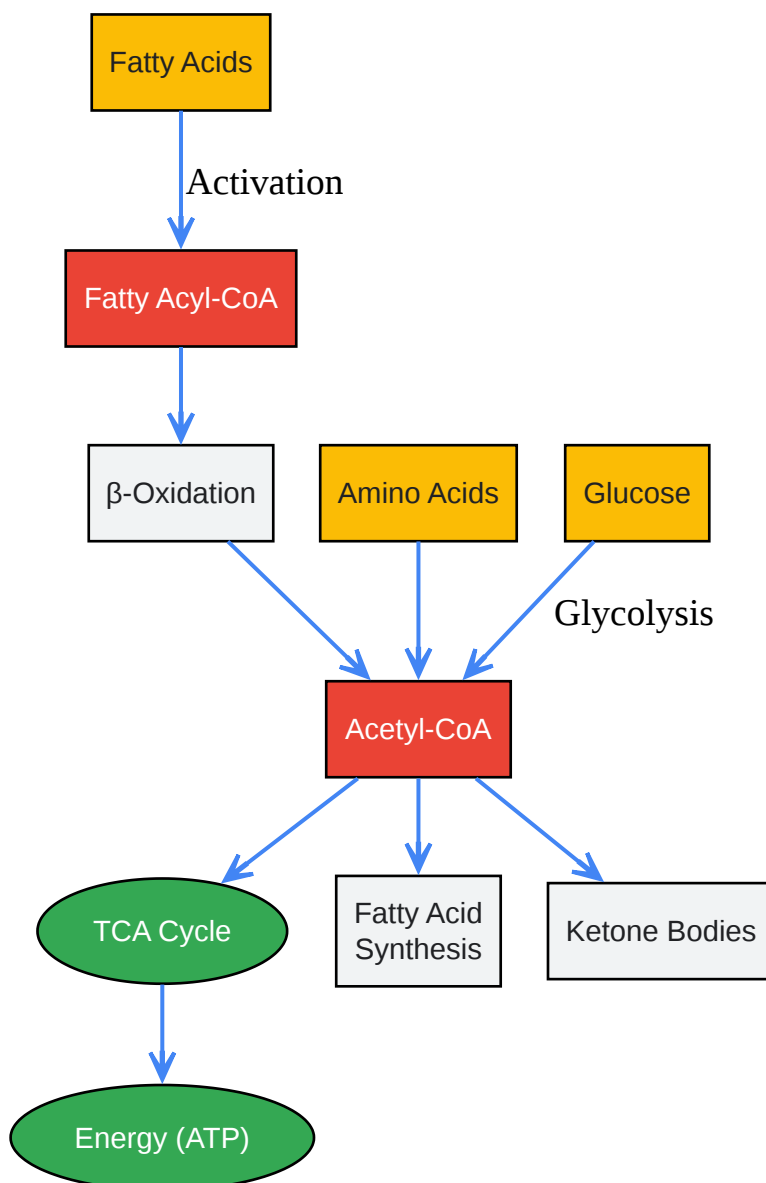 Fatty Acids
Activation
Fatty Acyl-CoA
β-Oxidation
Amino Acids
Glucose
Glycolysis
Acetyl-CoA
TCA Cycle
Fatty Acid
Synthesis
Ketone Bodies
Energy (ATP)